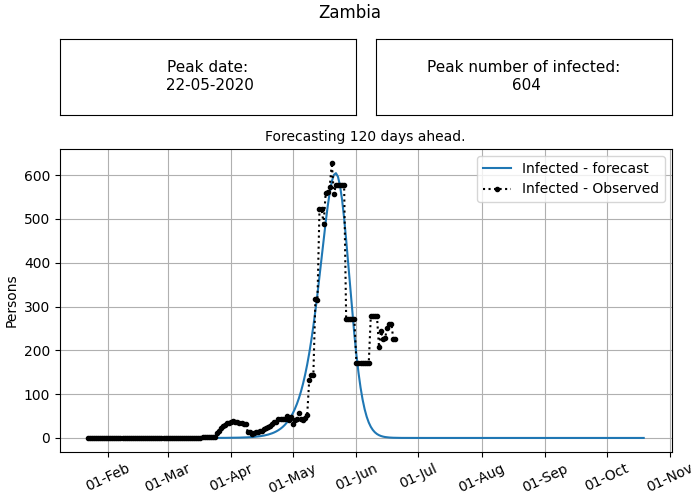 Zambia
Peak date:
22-05-2020
Peak number of infected:
604
Forecasting 120 days ahead.
Infected - forecast
Infected - Observed
Persons
600
500
400
300
200
100
0
01-Feb
01-Mar
01-Apr
01-May
01-Jun
01-Jul
01-Aug
01-Sep
01-Oct
01-Nov